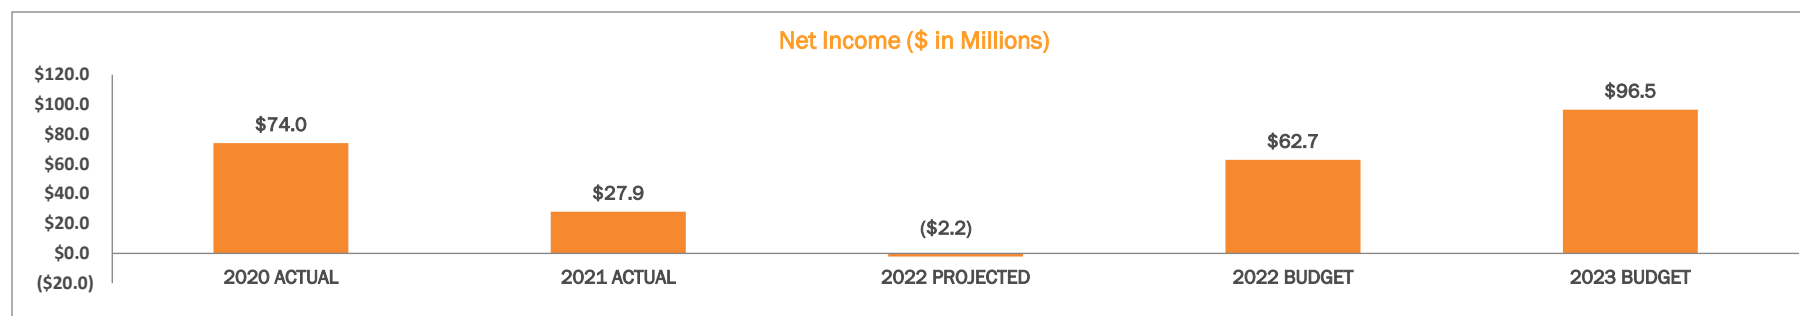 Net Income ($ in Millions)
$120.0
$100.0
$80.0
$60.0
$40.0
$20.0
$0.0
($20.0)
$74.0
$27.9
($2.2)
$62.7
$96.5
2020 ACTUAL
2021 ACTUAL
2022 PROJECTED
2022 BUDGET
2023 BUDGET